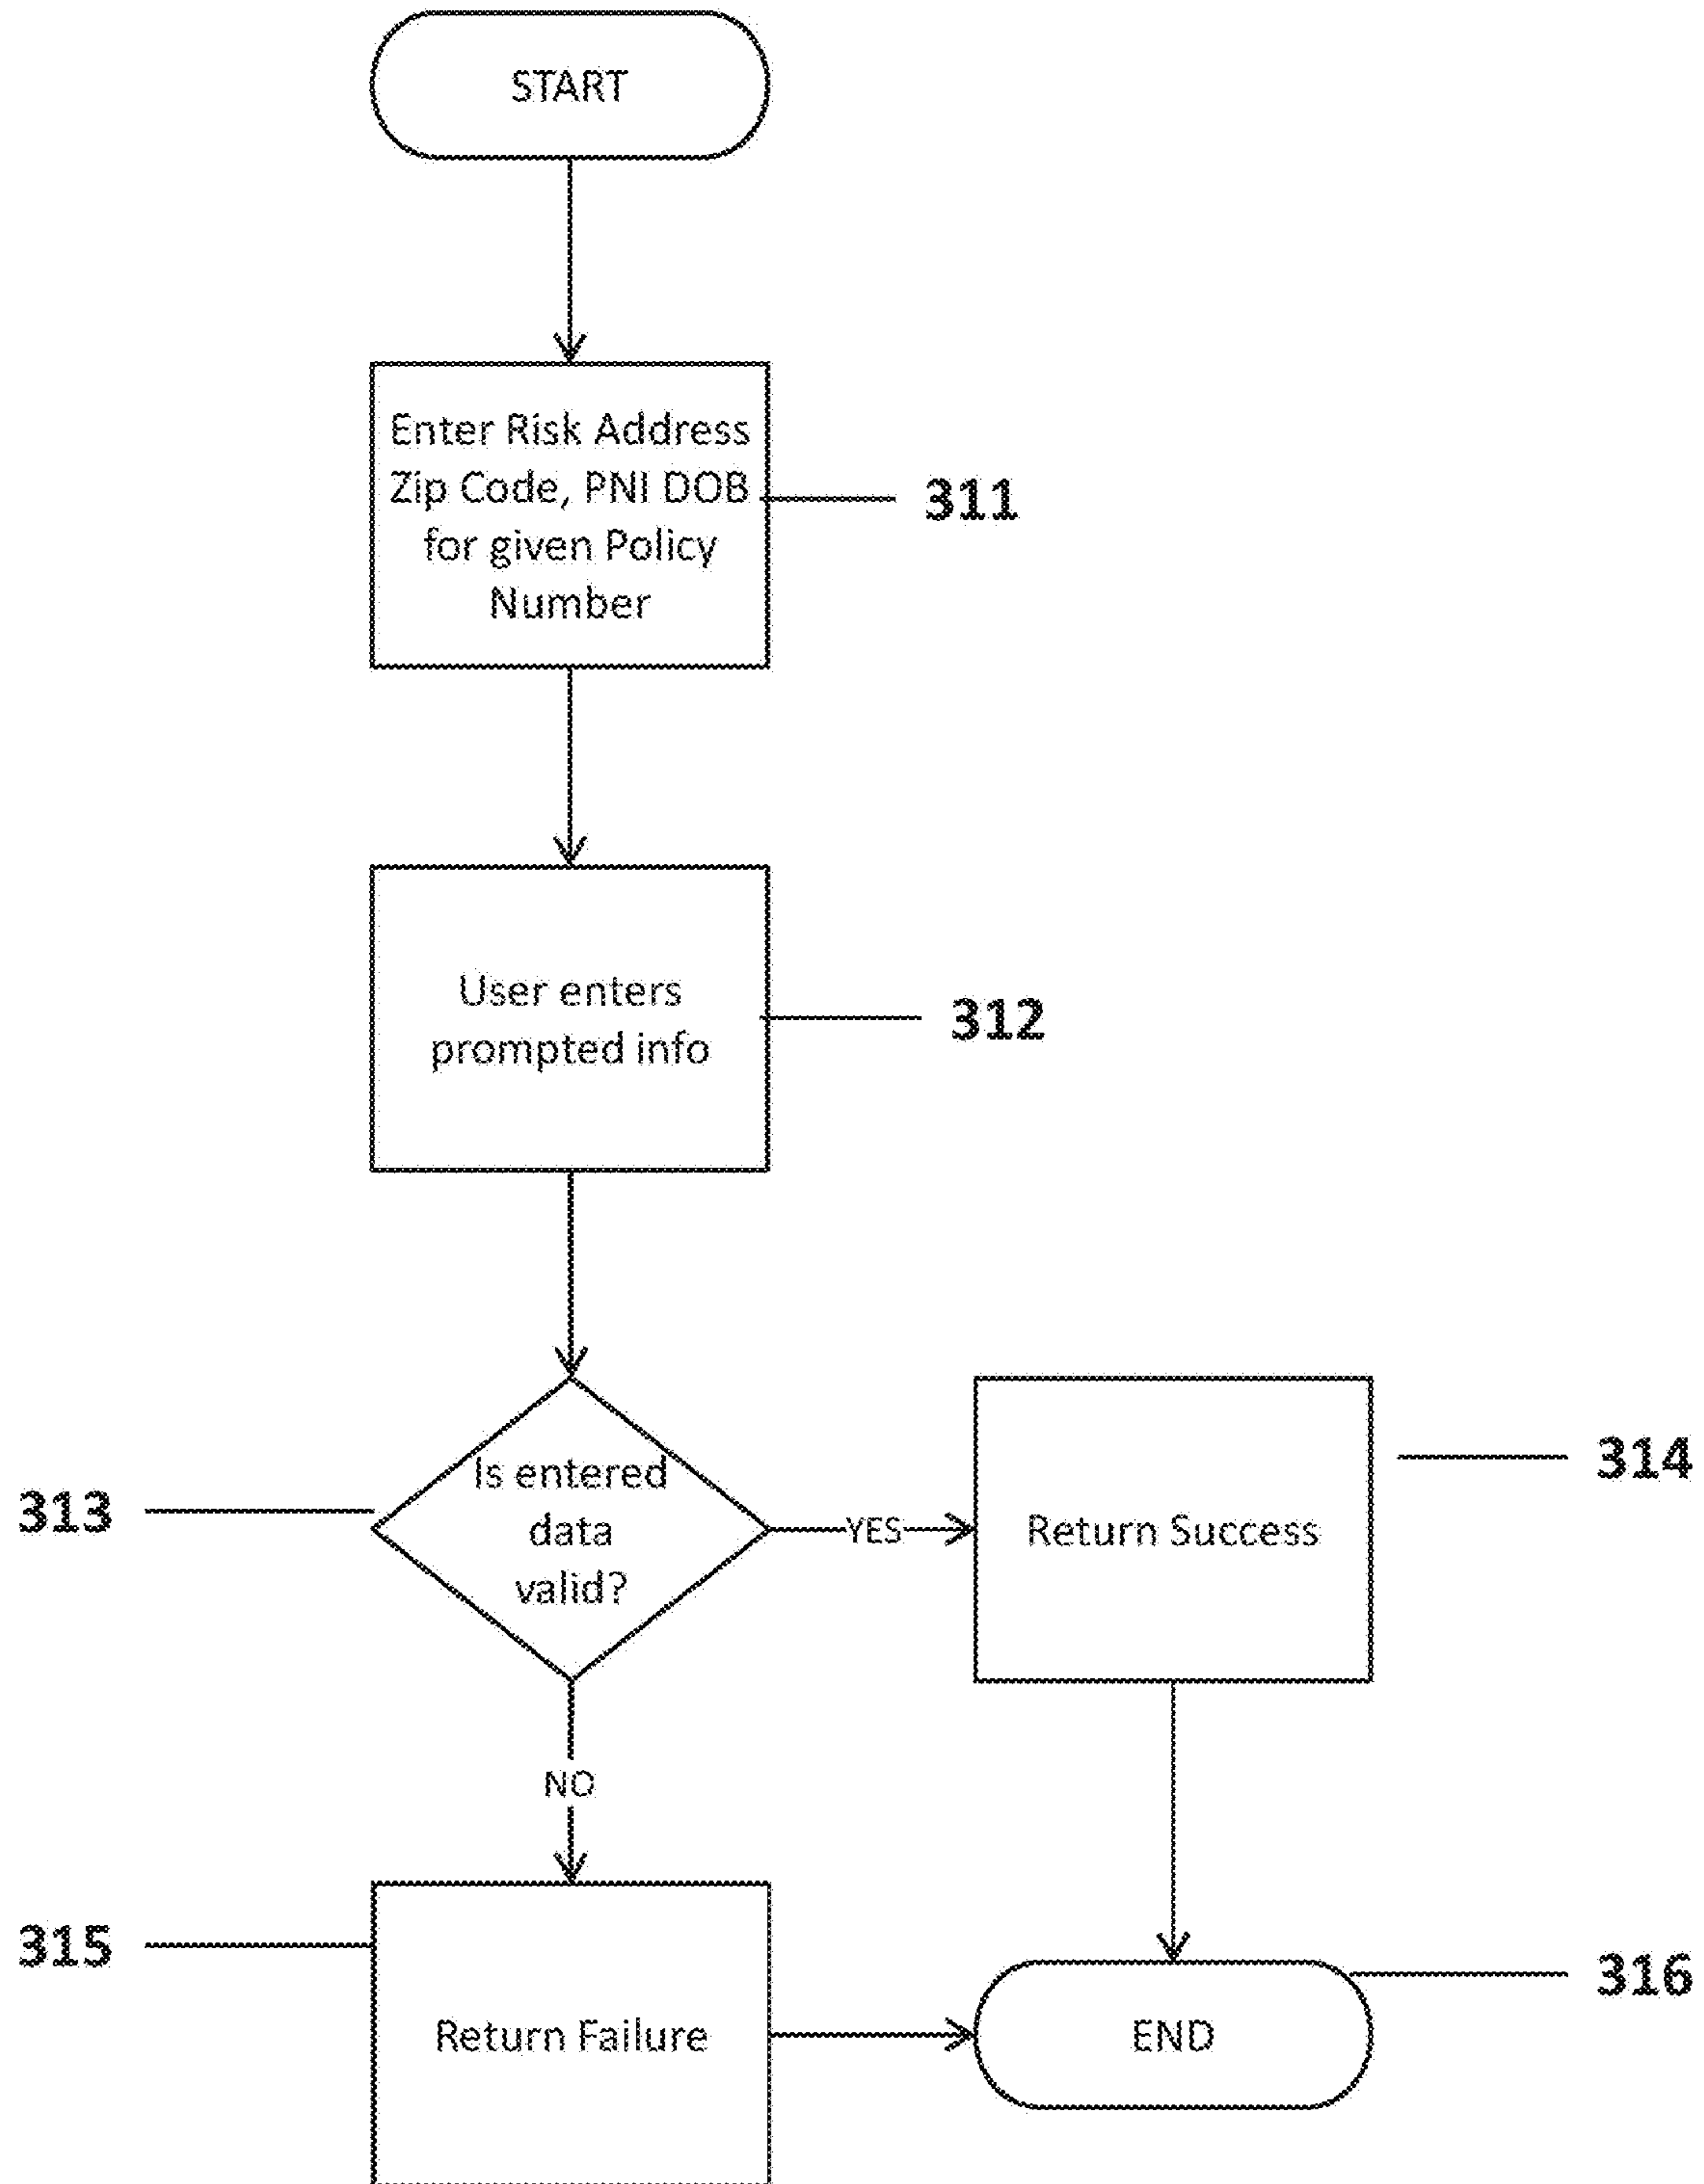 START
Enter Risk Address
Zip Code, PNI DOB
for given Policy
Number
311
User enters
prompted info
312
Is entered
data
valid?
313
YES
Return Success
314
NO
Return Failure
315
END
316